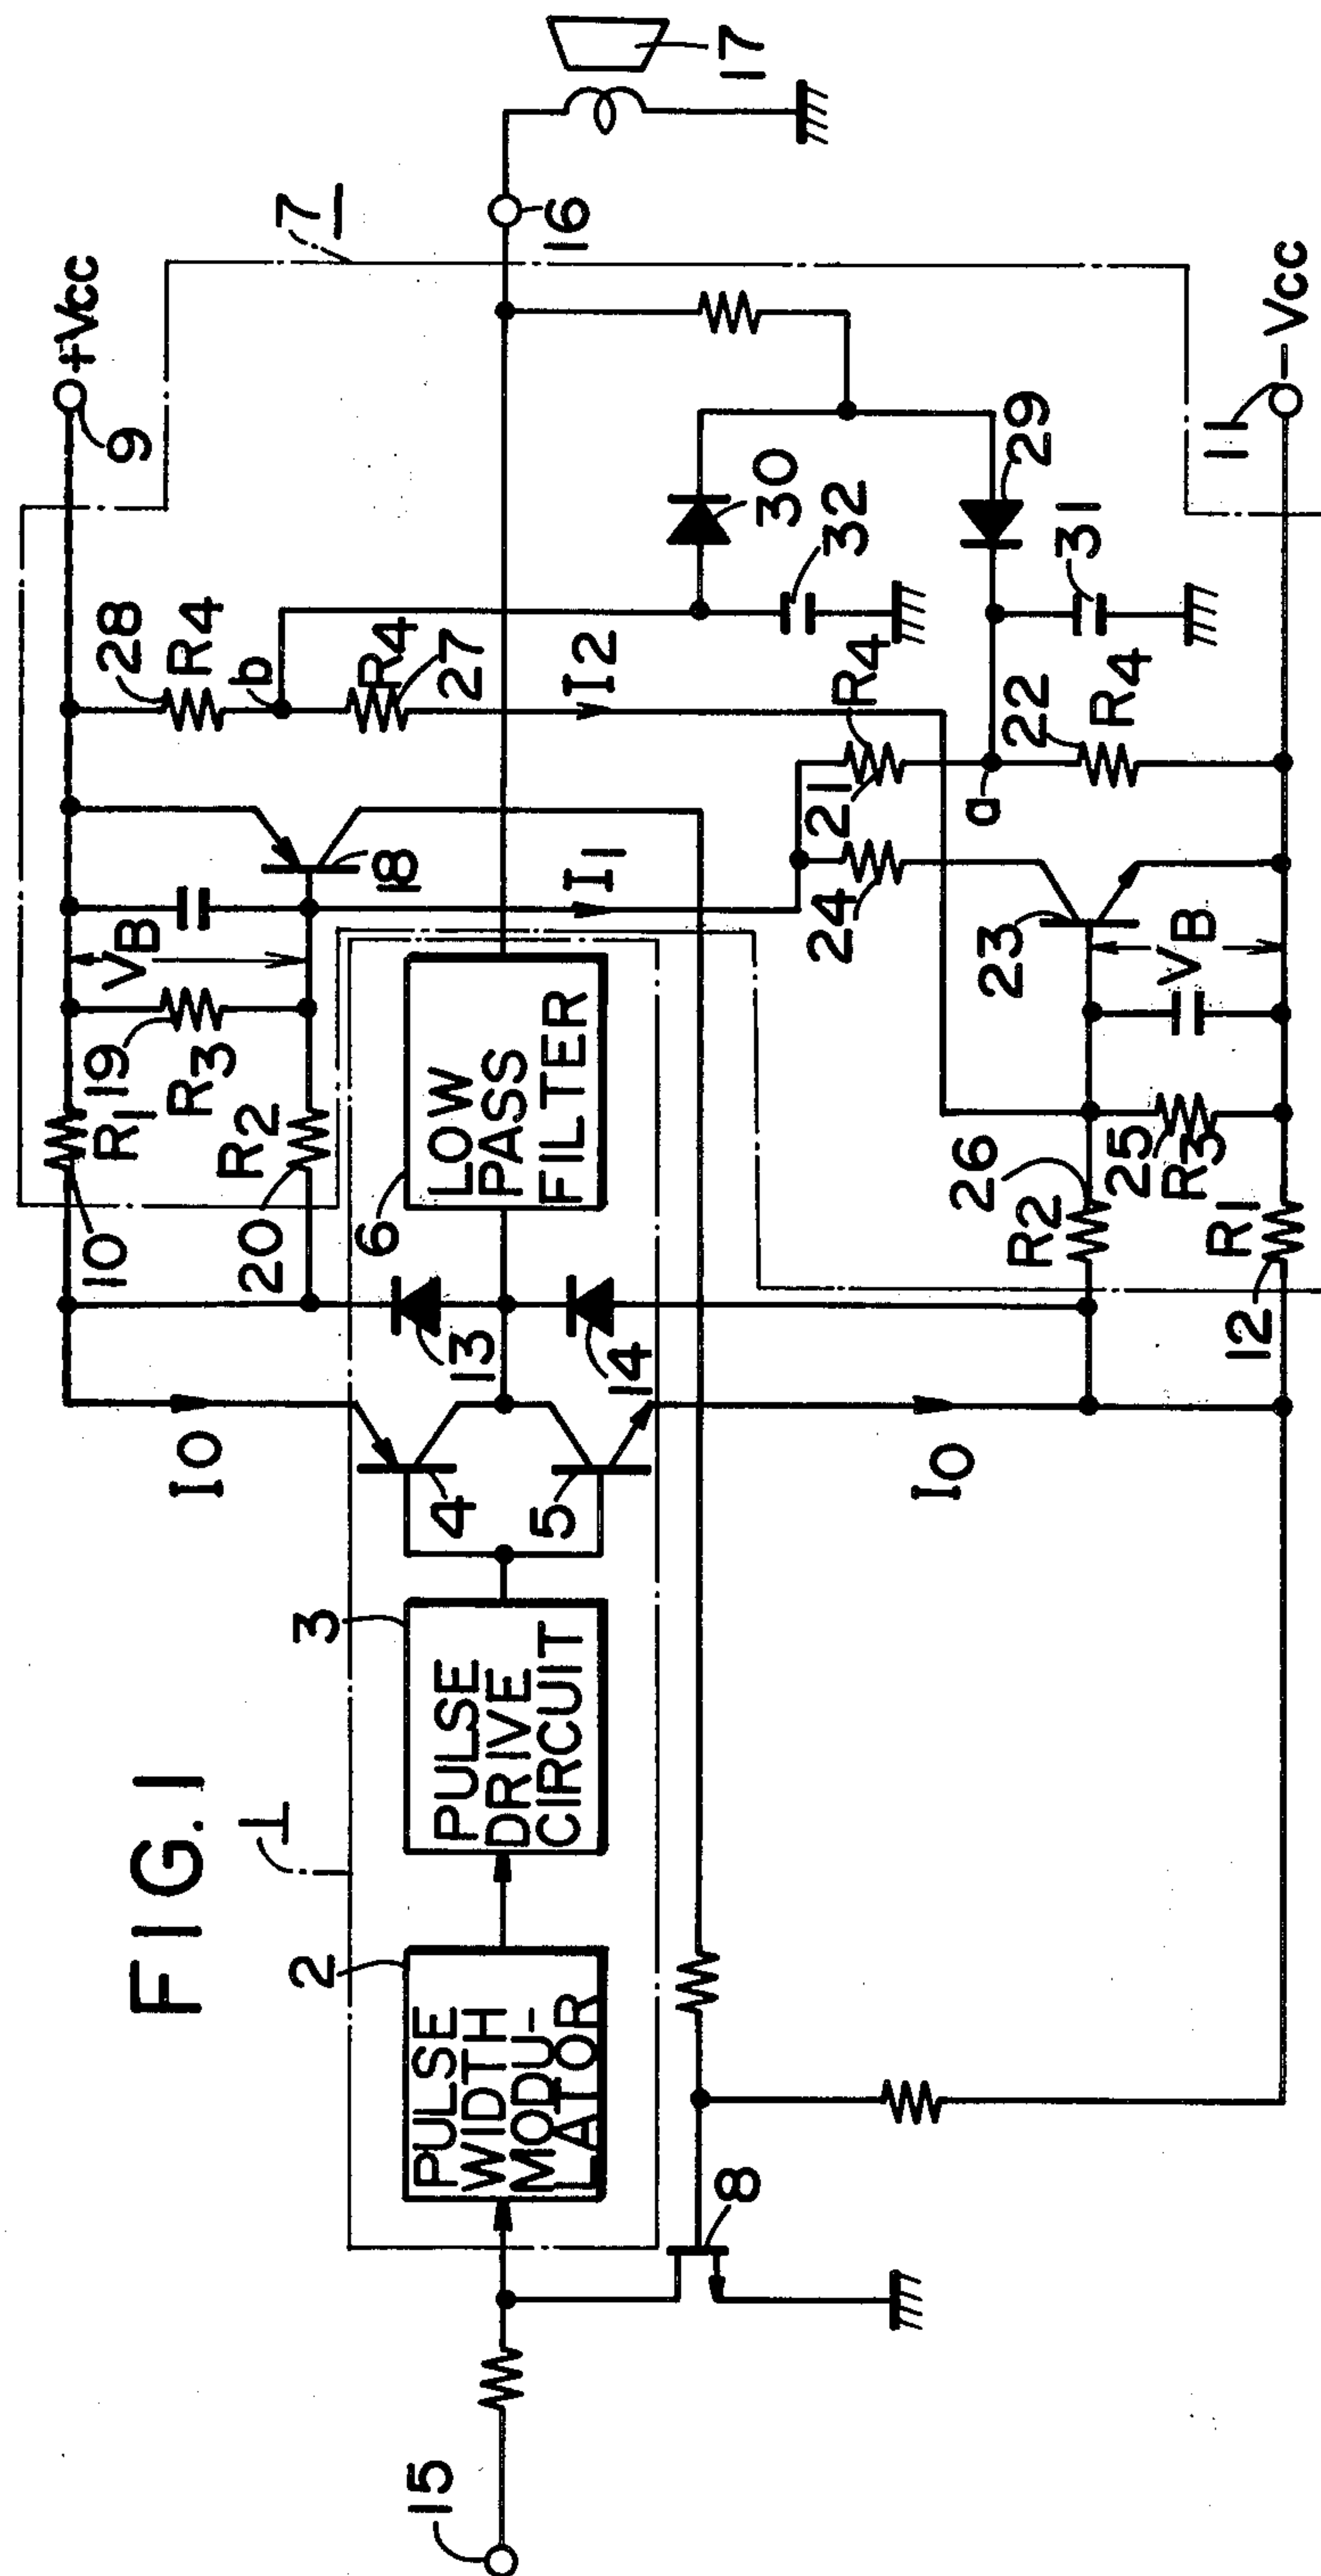 FIG. 1
1
2
PULSE
WIDTH
MODU-
LATOR
3
PULSE
DRIVE
CIRCUIT
4
5
IO
IO
13
14
6
LOW
PASS
FILTER
7
8
9
+Vcc
10
R1
19
R3
VB
20
R2
18
I1
28
R4
b
R4
27
I2
30
32
29
31
R4
21
24
a
22
R4
23
VB
26
R2
25
R3
R1
12
11
-Vcc
15
16
17